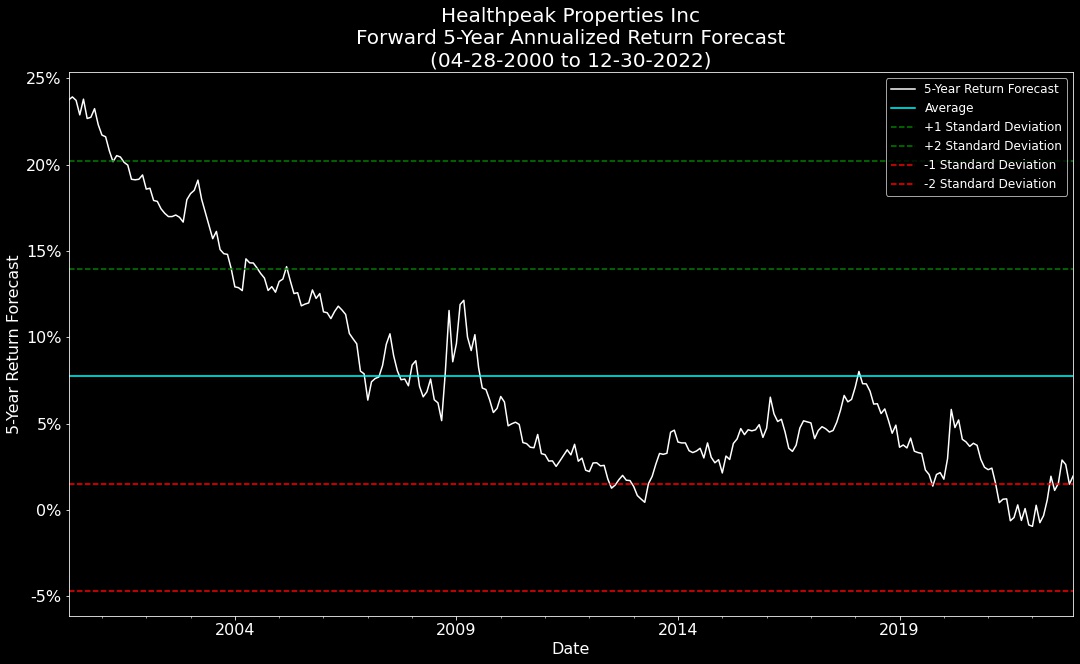 Healthpeak Properties Inc
Forward 5-Year Annualized Return Forecast
(04-28-2000 to 12-30-2022)
5-Year Return Forecast
Average
+1 Standard Deviation
+2 Standard Deviation
-1 Standard Deviation
-2 Standard Deviation
25%
20%
15%
10%
5%
0%
-5%
5-Year Return Forecast
2004
2009
2014
2019
Date